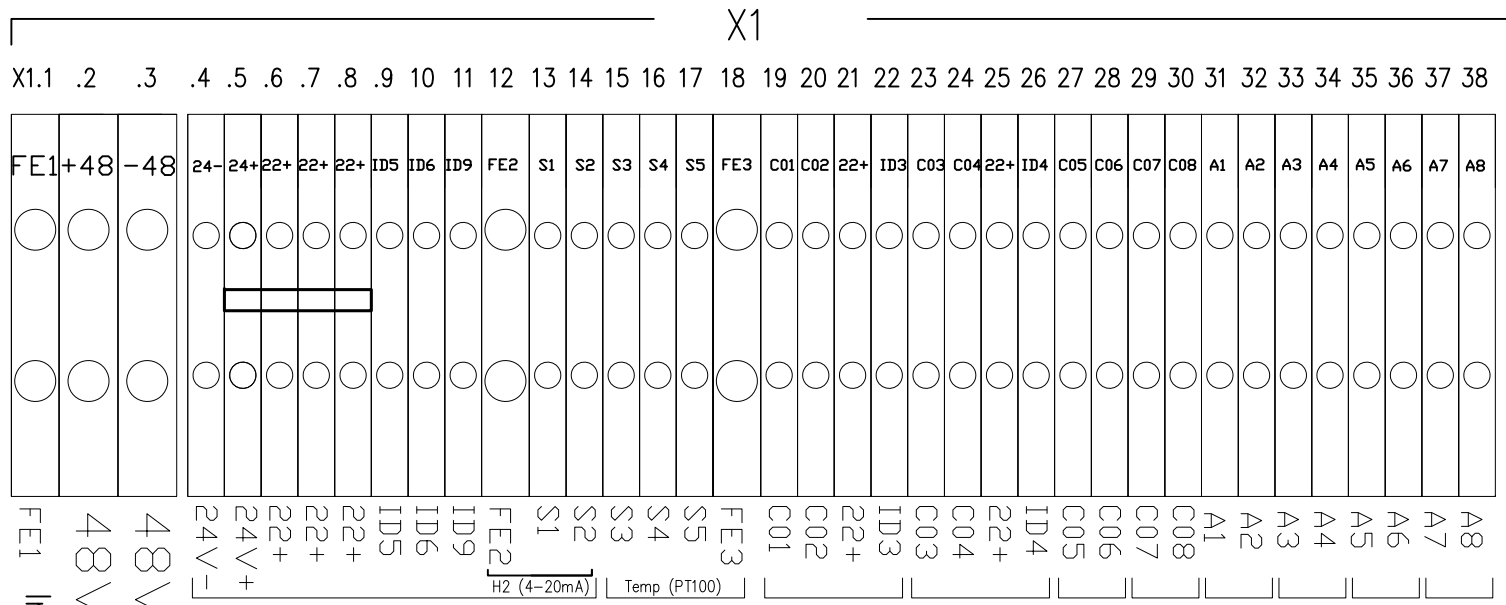 X1
X1.1 .2 .3 .4 .5 .6 .7 .8 .9 10 11 12 13 14 15 16 17 18 19 20 21 22 23 24 25 26 27 28 29 30 31 32 33 34 35 36 37 38
FE1 +48 -48 24- 24+ 22+ 22+ 22+ ID5 ID6 ID9 FE2 S1 S2 S3 S4 S5 FE3 C01 C02 22+ ID3 C03 C04 22+ ID4 C05 C06 C07 C08 A1 A2 A3 A4 A5 A6 A7 A8
FE1 48V 48V 24V- 24V+ 22+ 22+ 22+ ID5 ID6 ID9 FE2 S1 S2 S3 S4 S5 FE3 C01 C02 22+ ID3 C03 C04 22+ ID4 C05 C06 C07 C08 A1 A2 A3 A4 A5 A6 A7 A8
H2 (4-20mA) Temp (PT100)